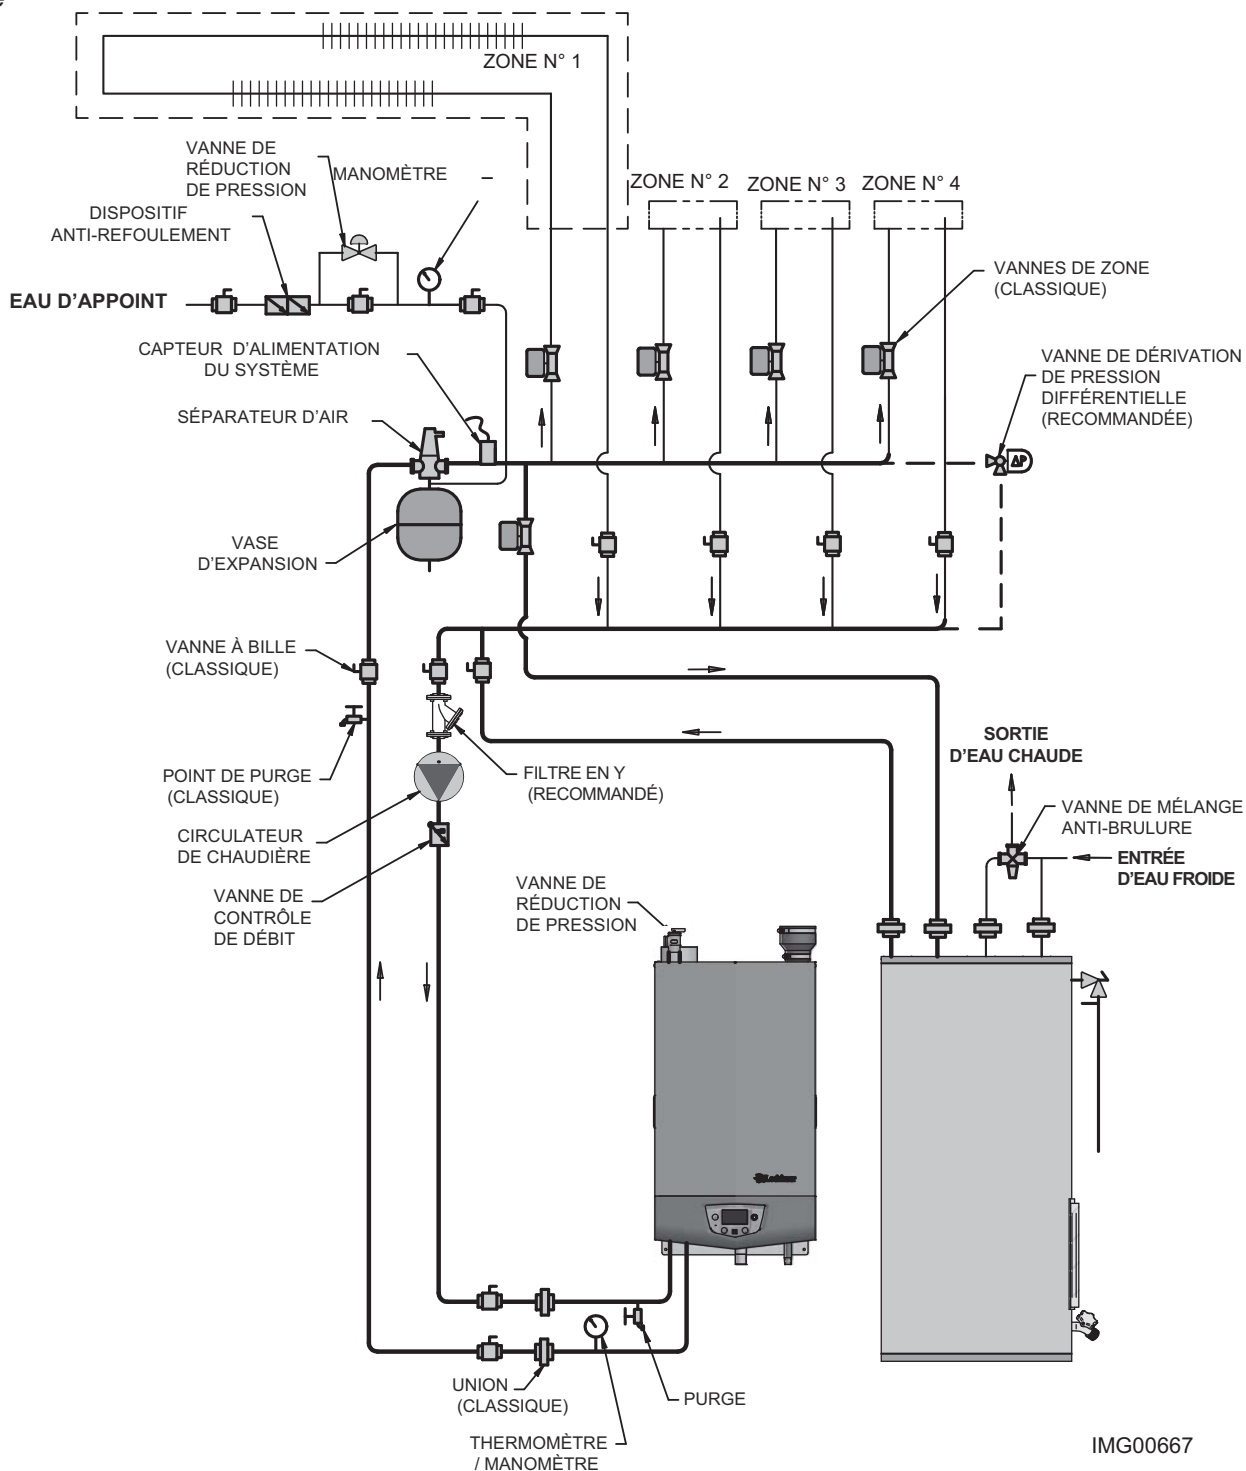 ZONE N° 1
VANNE DE
RÉDUCTION
DE PRESSION
MANOMÈTRE
ZONE N° 2
ZONE N° 3
ZONE N° 4
DISPOSITIF
ANTI-REFOULEMENT
EAU D'APPOINT
VANNES DE ZONE
(CLASSIQUE)
CAPTEUR D'ALIMENTATION
DU SYSTÈME
VANNE DE DÉRIVATION
DE PRESSION
DIFFÉRENTIELLE
(RECOMMANDÉE)
SÉPARATEUR D'AIR
ΔP
VASE
D'EXPANSION
VANNE À BILLE
(CLASSIQUE)
SORTIE
D'EAU CHAUDE
POINT DE PURGE
(CLASSIQUE)
FILTRE EN Y
(RECOMMANDÉ)
VANNE DE MÉLANGE
ANTI-BRULURE
CIRCULATEUR
DE CHAUDIÈRE
ENTRÉE
D'EAU FROIDE
VANNE DE
CONTRÔLE
DE DÉBIT
VANNE DE
RÉDUCTION
DE PRESSION
Lochinvar
UNION
(CLASSIQUE)
PURGE
THERMOMÈTRE
/ MANOMÈTRE
IMG00667